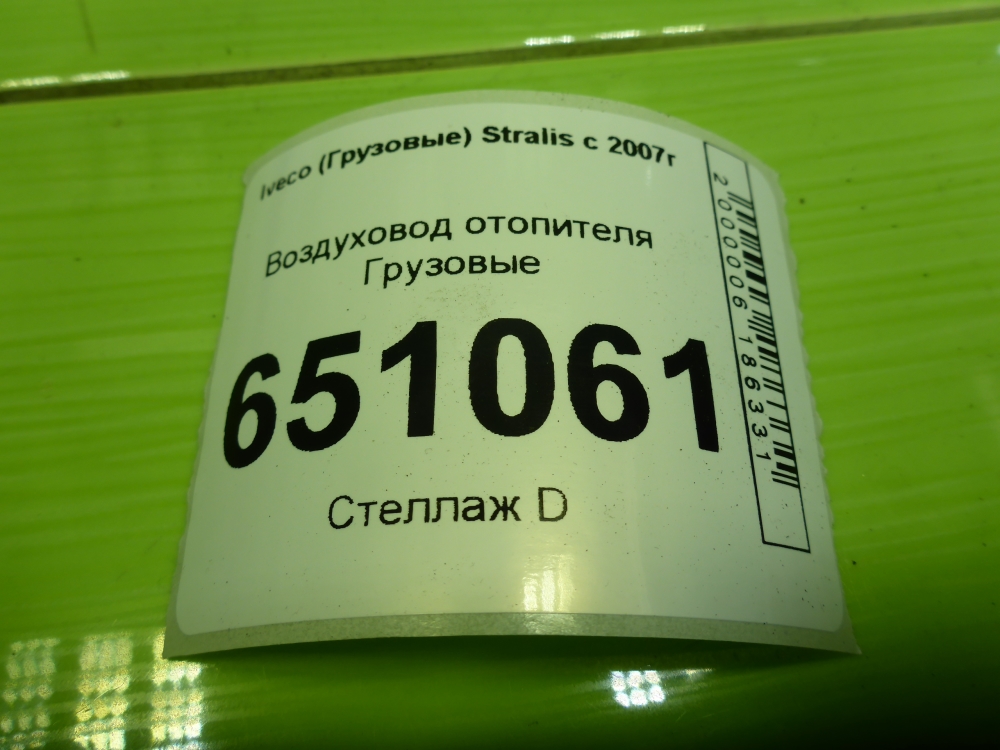 Iveco (Грузовые) Stralis с 2007г
Воздуховод отопителя
Грузовые
651061
Стеллаж D
2000006186331